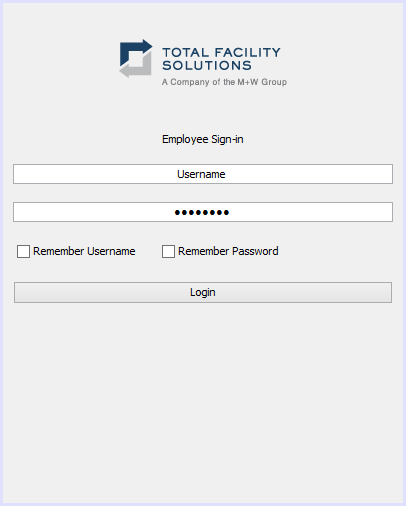 TOTAL FACILITY
SOLUTIONS
A Company of the M+W Group
Employee Sign-in
Username
●●●●●●●●
Remember Username
Remember Password
Login